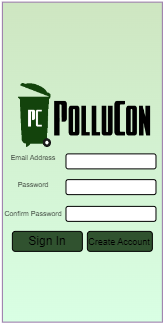 PC POLLUCON
Email Address
Password
Confirm Password
Sign In Create Account